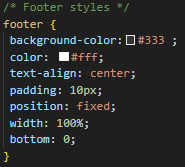 /* Footer styles */
footer {
background-color: #333 ;
color: #fff;
text-align: center;
padding: 10px;
position: fixed;
width: 100%;
bottom: 0;
}